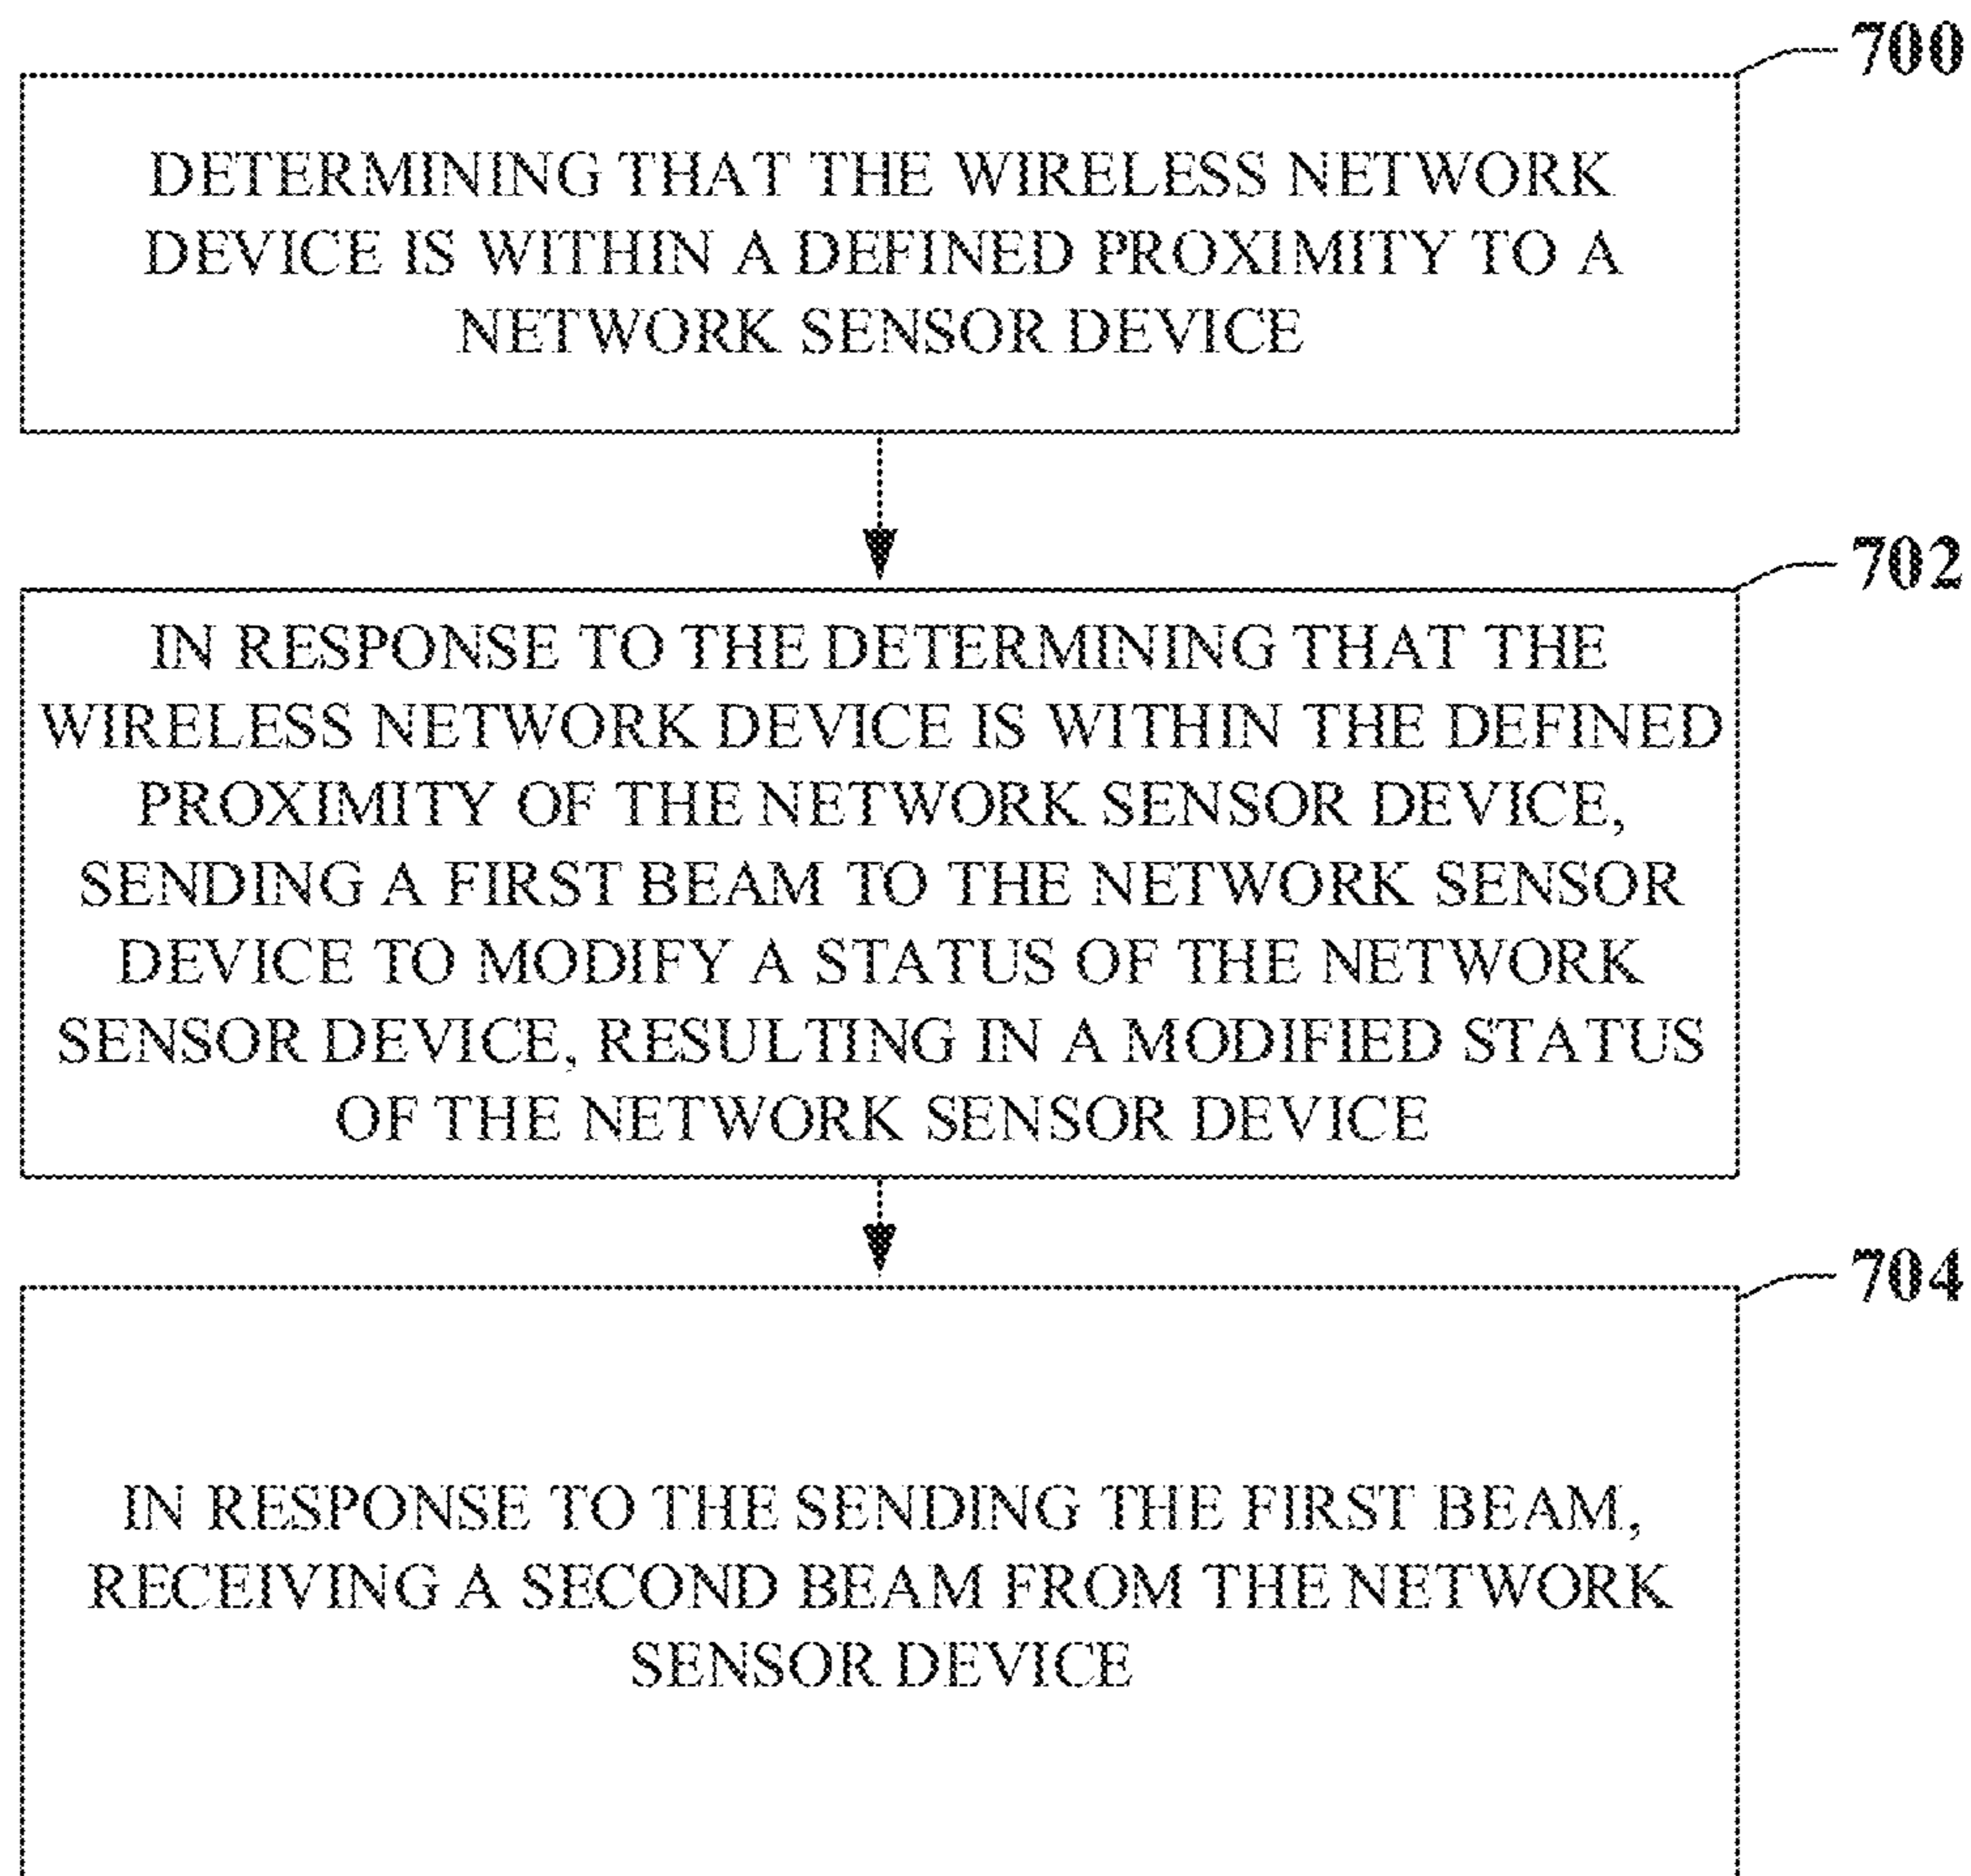 700
DETERMINING THAT THE WIRELESS NETWORK
DEVICE IS WITHIN A DEFINED PROXIMITY TO A
NETWORK SENSOR DEVICE
702
IN RESPONSE TO THE DETERMINING THAT THE
WIRELESS NETWORK DEVICE IS WITHIN THE DEFINED
PROXIMITY OF THE NETWORK SENSOR DEVICE,
SENDING A FIRST BEAM TO THE NETWORK SENSOR
DEVICE TO MODIFY A STATUS OF THE NETWORK
SENSOR DEVICE, RESULTING IN A MODIFIED STATUS
OF THE NETWORK SENSOR DEVICE
704
IN RESPONSE TO THE SENDING THE FIRST BEAM,
RECEIVING A SECOND BEAM FROM THE NETWORK
SENSOR DEVICE